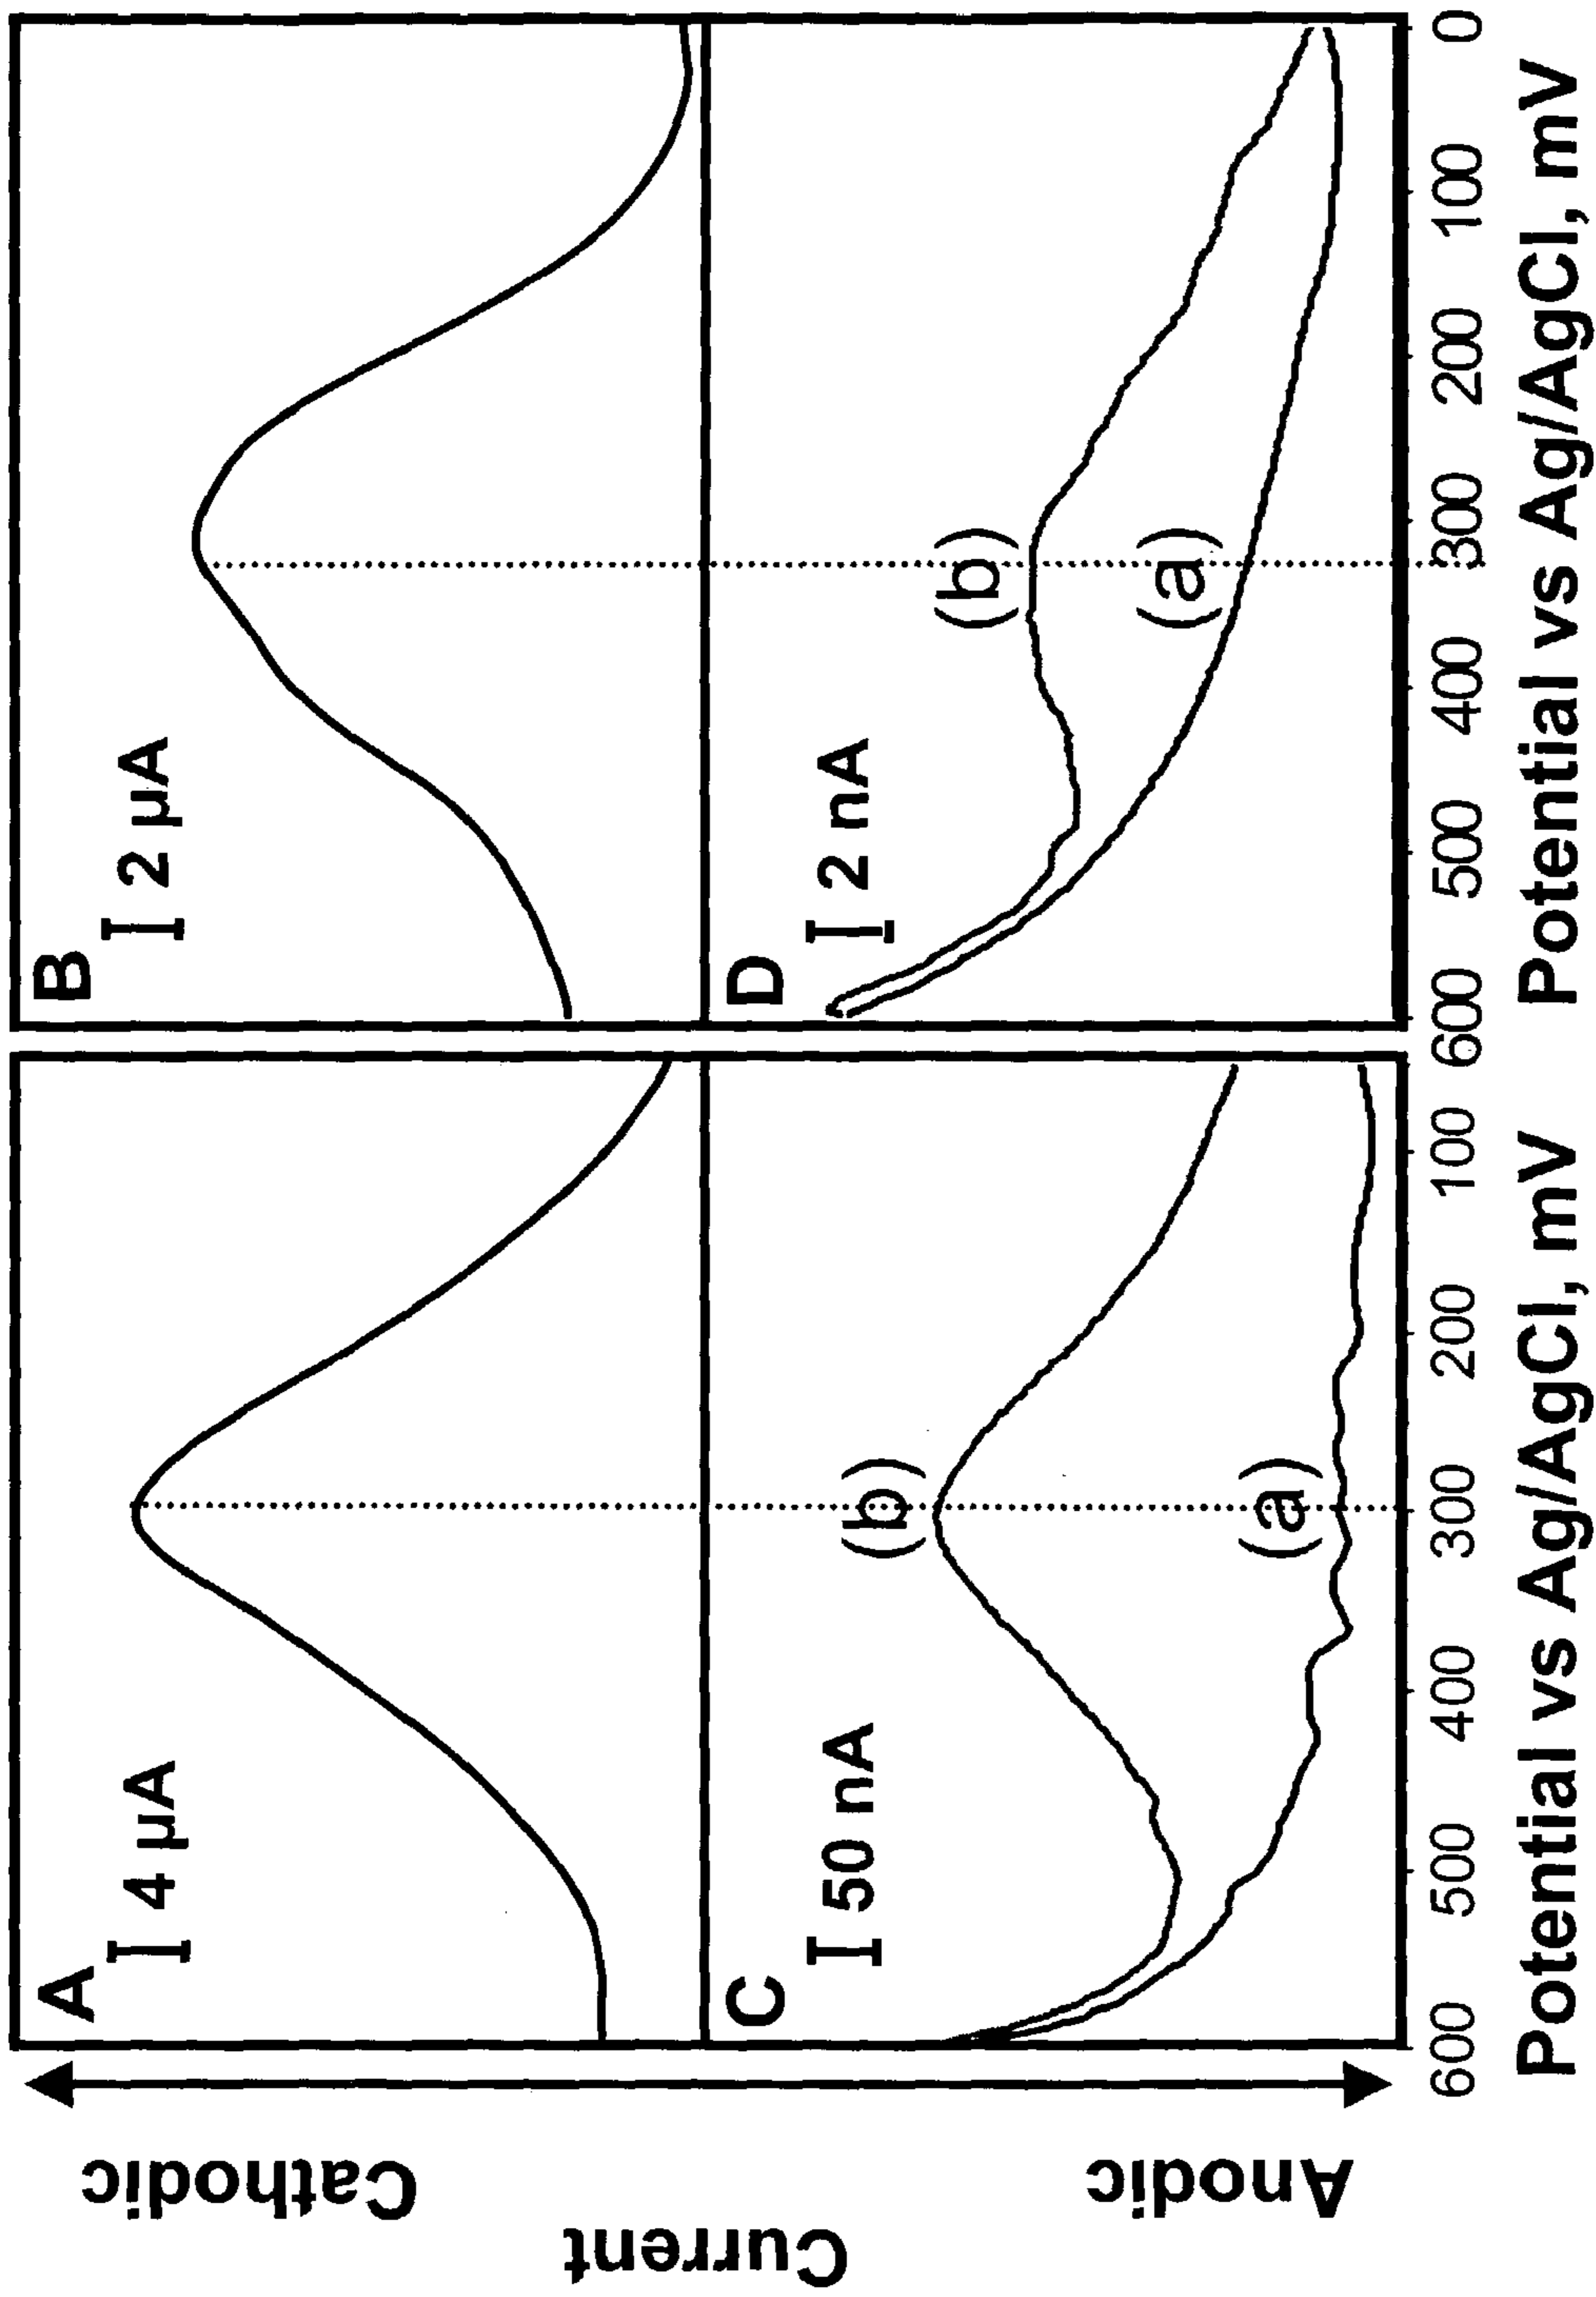 A
4 µA
B
2 µA
C
50 nA
(b)
(a)
D
2 nA
(b)
(a)
Cathodic
Current
Anodic
600 500 400 300 200 100
600 500 400 300 200 100 0
Potential vs Ag/AgCl, mV
Potential vs Ag/AgCl, mV